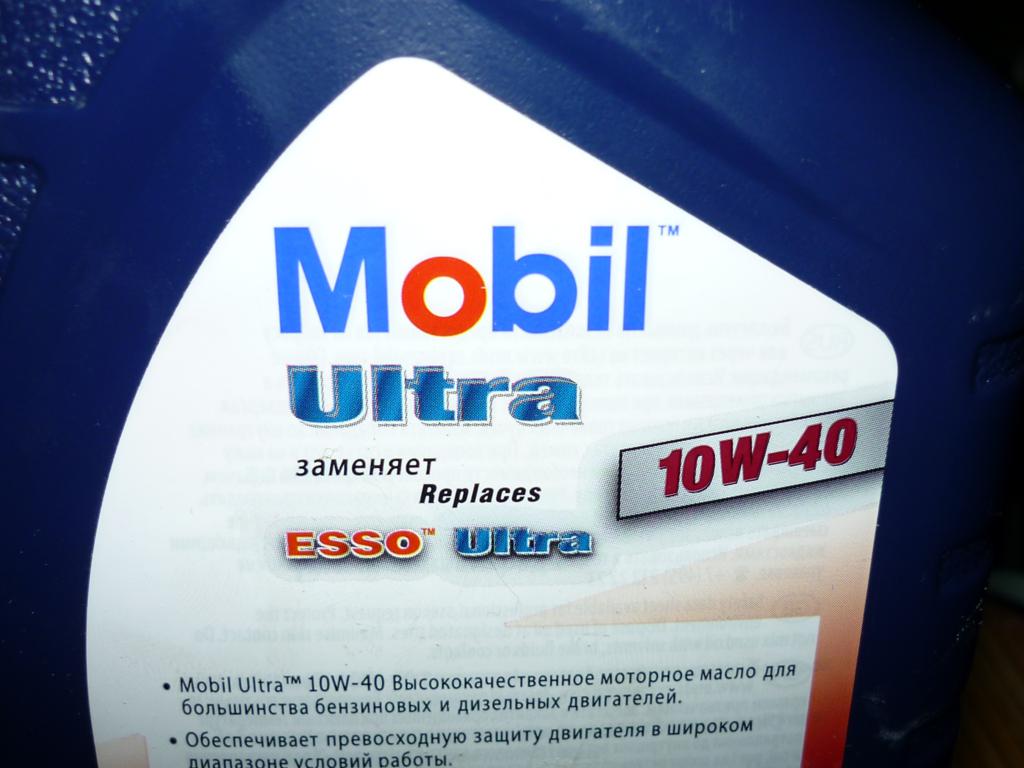 Mobil™
Ultra
заменяет
Replaces
10W-40
ESSO™ Ultra
• Mobil Ultra™ 10W-40 Высококачественное моторное масло для
большинства бензиновых и дизельных двигателей.
• Обеспечивает превосходную защиту двигателя в широком
диапазоне условий работы.